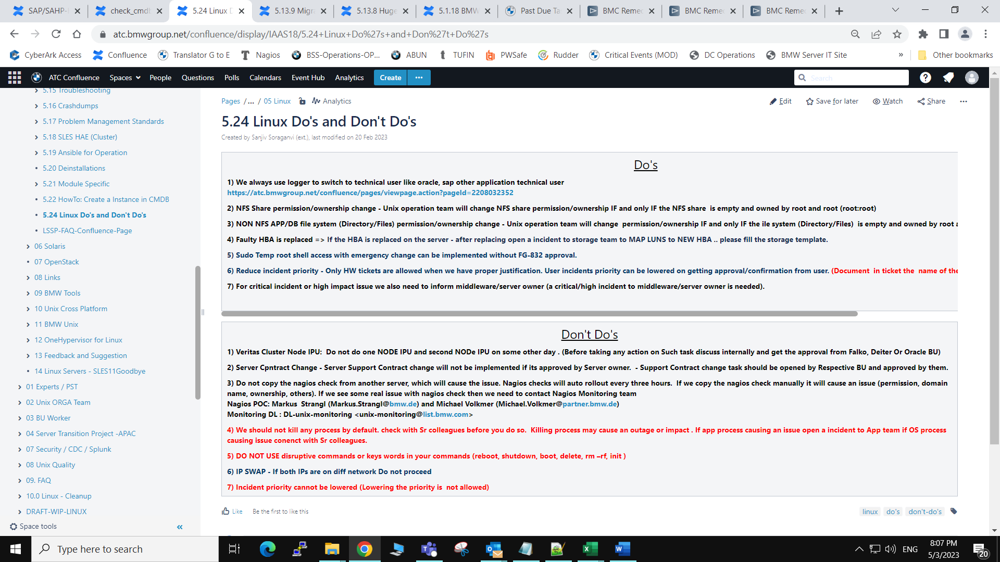 SAP/SAHP-
check_cmdb
5.24 Linux D
5.13.9 Migra
5.13.8 Huge
5.1.18 BMW
Past Due Ta
BMC Reme
BMC Reme
BMC Reme
atc.bmwgroup.net/confluence/display/IAAS18/5.24+Linux+Do%27s+and+Don%27t+Do%27s
CyberArk Access
Confluence
Translator G to E
Nagios
BSS-Operations-OP...
ABUN
TUFIN
PWSafe
Rudder
Critical Events (MOD)
DC Operations
BMW Server IT Site
»
Other bookmarks
ATC Confluence Spaces People Questions Polls Calendars Event Hub Analytics Create ... Search
5.15 Troubleshooting
5.16 Crashdumps
5.17 Problem Management Standards
5.18 SLES HAE (Cluster)
5.19 Ansible for Operation
5.20 Deinstallations
5.21 Module Specific
5.22 HowTo: Create a Instance in CMDB
5.24 Linux Do's and Don't Do's
LSSP-FAQ-Confluence-Page
06 Solaris
07 OpenStack
08 Links
09 BMW Tools
10 Unix Cross Platform
11 BMW Unix
12 OneHypervisor for Linux
13 Feedback and Suggestion
14 Linux Servers - SLES11Goodbye
01 Experts / PST
02 Unix ORGA Team
03 BU Worker
04 Server Transition Project -APAC
07 Security / CDC / Splunk
08 Unix Quality
09. FAQ
10.0 Linux - Cleanup
DRAFT-WIP-LINUX
Space tools
«
Pages /... / 05 Linux Analytics
Edit Save for later Watch Share ...
5.24 Linux Do's and Don't Do's
Created by Sanjiv Soraganvi (ext.), last modified on 20 Feb 2023
Do's
1) We always use logger to switch to technical user like oracle, sap other application technical user
https://atc.bmwgroup.net/confluence/pages/viewpage.action?pageId=2208032352
2) NFS Share permission/ownership change - Unix operation team will change NFS share permission/ownership IF and only IF the NFS share is empty and owned by root and root (root:root)
3) NON NFS APP/DB file system (Directory/Files) permission/ownership change - Unix operation team will change permission/ownership IF and only IF the ile system (Directory/Files) is empty and owned by root
4) Faulty HBA is replaced => If the HBA is replaced on the server - after replacing open a incident to storage team to MAP LUNS to NEW HBA .. please fill the storage template.
5) Sudo Temp root shell access with emergency change can be implemented without FG-832 approval.
6) Reduce incident priority - Only HW tickets are allowed when we have proper justification. User incidents priority can be lowered on getting approval/confirmation from user. (Document in ticket the name of the
7) For critical incident or high impact issue we also need to inform middleware/server owner (a critical/high incident to middleware/server owner is needed).
Don't Do's
1) Veritas Cluster Node IPU: Do not do one NODE IPU and second NODe IPU on some other day . (Before taking any action on Such task discuss internally and get the approval from Falko, Deiter Or Oracle BU)
2) Server Cpntract Change - Server Support Contract change will not be implemented if its approved by Server owner. - Support Contract change task should be opened by Respective BU and approved by them.
3) Do not copy the nagios check from another server, which will cause the issue. Nagios checks will auto rollout every three hours. If we copy the nagios check manually it will cause an issue (permission, domain
name, ownership, others). If we see some real issue with nagios check then we need to contact Nagios Monitoring team
Nagios POC: Markus Strangl (Markus.Strangl@bmw.de) and Michael Volkmer (Michael.Volkmer@partner.bmw.de)
Monitoring DL : DL-unix-monitoring <unix-monitoring@list.bmw.com>
4) We should not kill any process by default. check with Sr colleagues before you do so. Killing process may cause an outage or impact . If app process causing an issue open a incident to App team if OS process
causing issue conenct with Sr colleagues.
5) DO NOT USE disruptive commands or keys words in your commands (reboot, shutdown, boot, delete, rm –rf, init )
6) IP SWAP - If both IPs are on diff network Do not proceed
7) Incident priority cannot be lowered (Lowering the priority is not allowed)
Like Be the first to like this
linux do's don't-do's
Type here to search
ENG
8:07 PM
5/3/2023
20